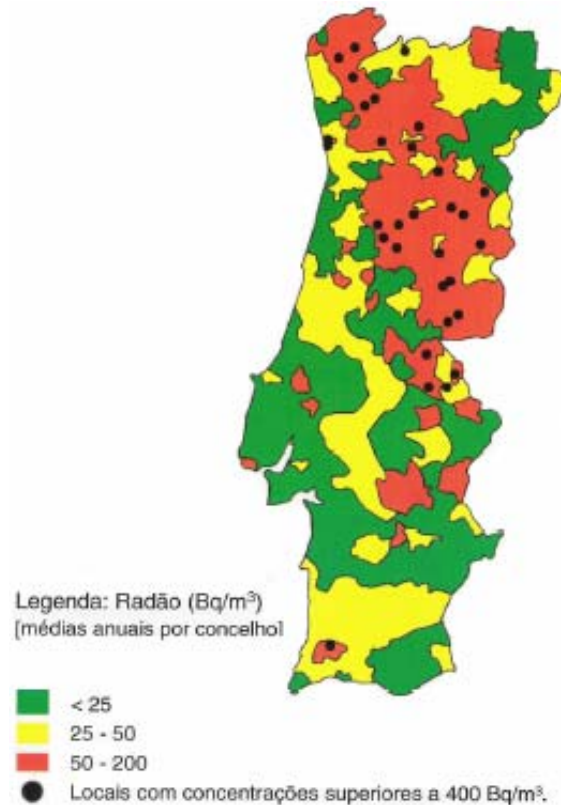 Legenda: Radão (Bq/m³)
[médias anuais por concelho]
< 25
25 - 50
50 - 200
Locais com concentrações superiores a 400 Bq/m³.